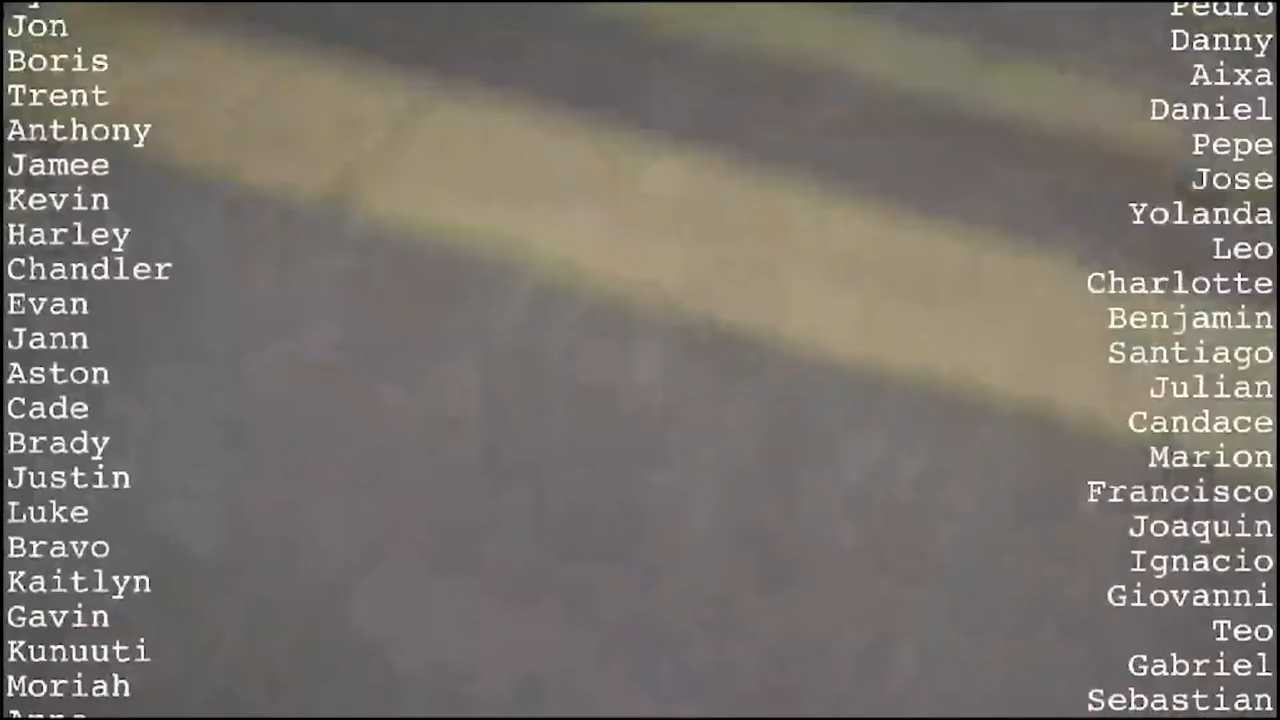 Jon
Boris
Trent
Anthony
Jamee
Kevin
Harley
Chandler
Evan
Jann
Aston
Cade
Brady
Justin
Luke
Bravo
Kaitlyn
Gavin
Kunuuti
Moriah
Pedro
Danny
Aixa
Daniel
Pepe
Jose
Yolanda
Leo
Charlotte
Benjamin
Santiago
Julian
Candace
Marion
Francisco
Joaquin
Ignacio
Giovanni
Teo
Gabriel
Sebastian